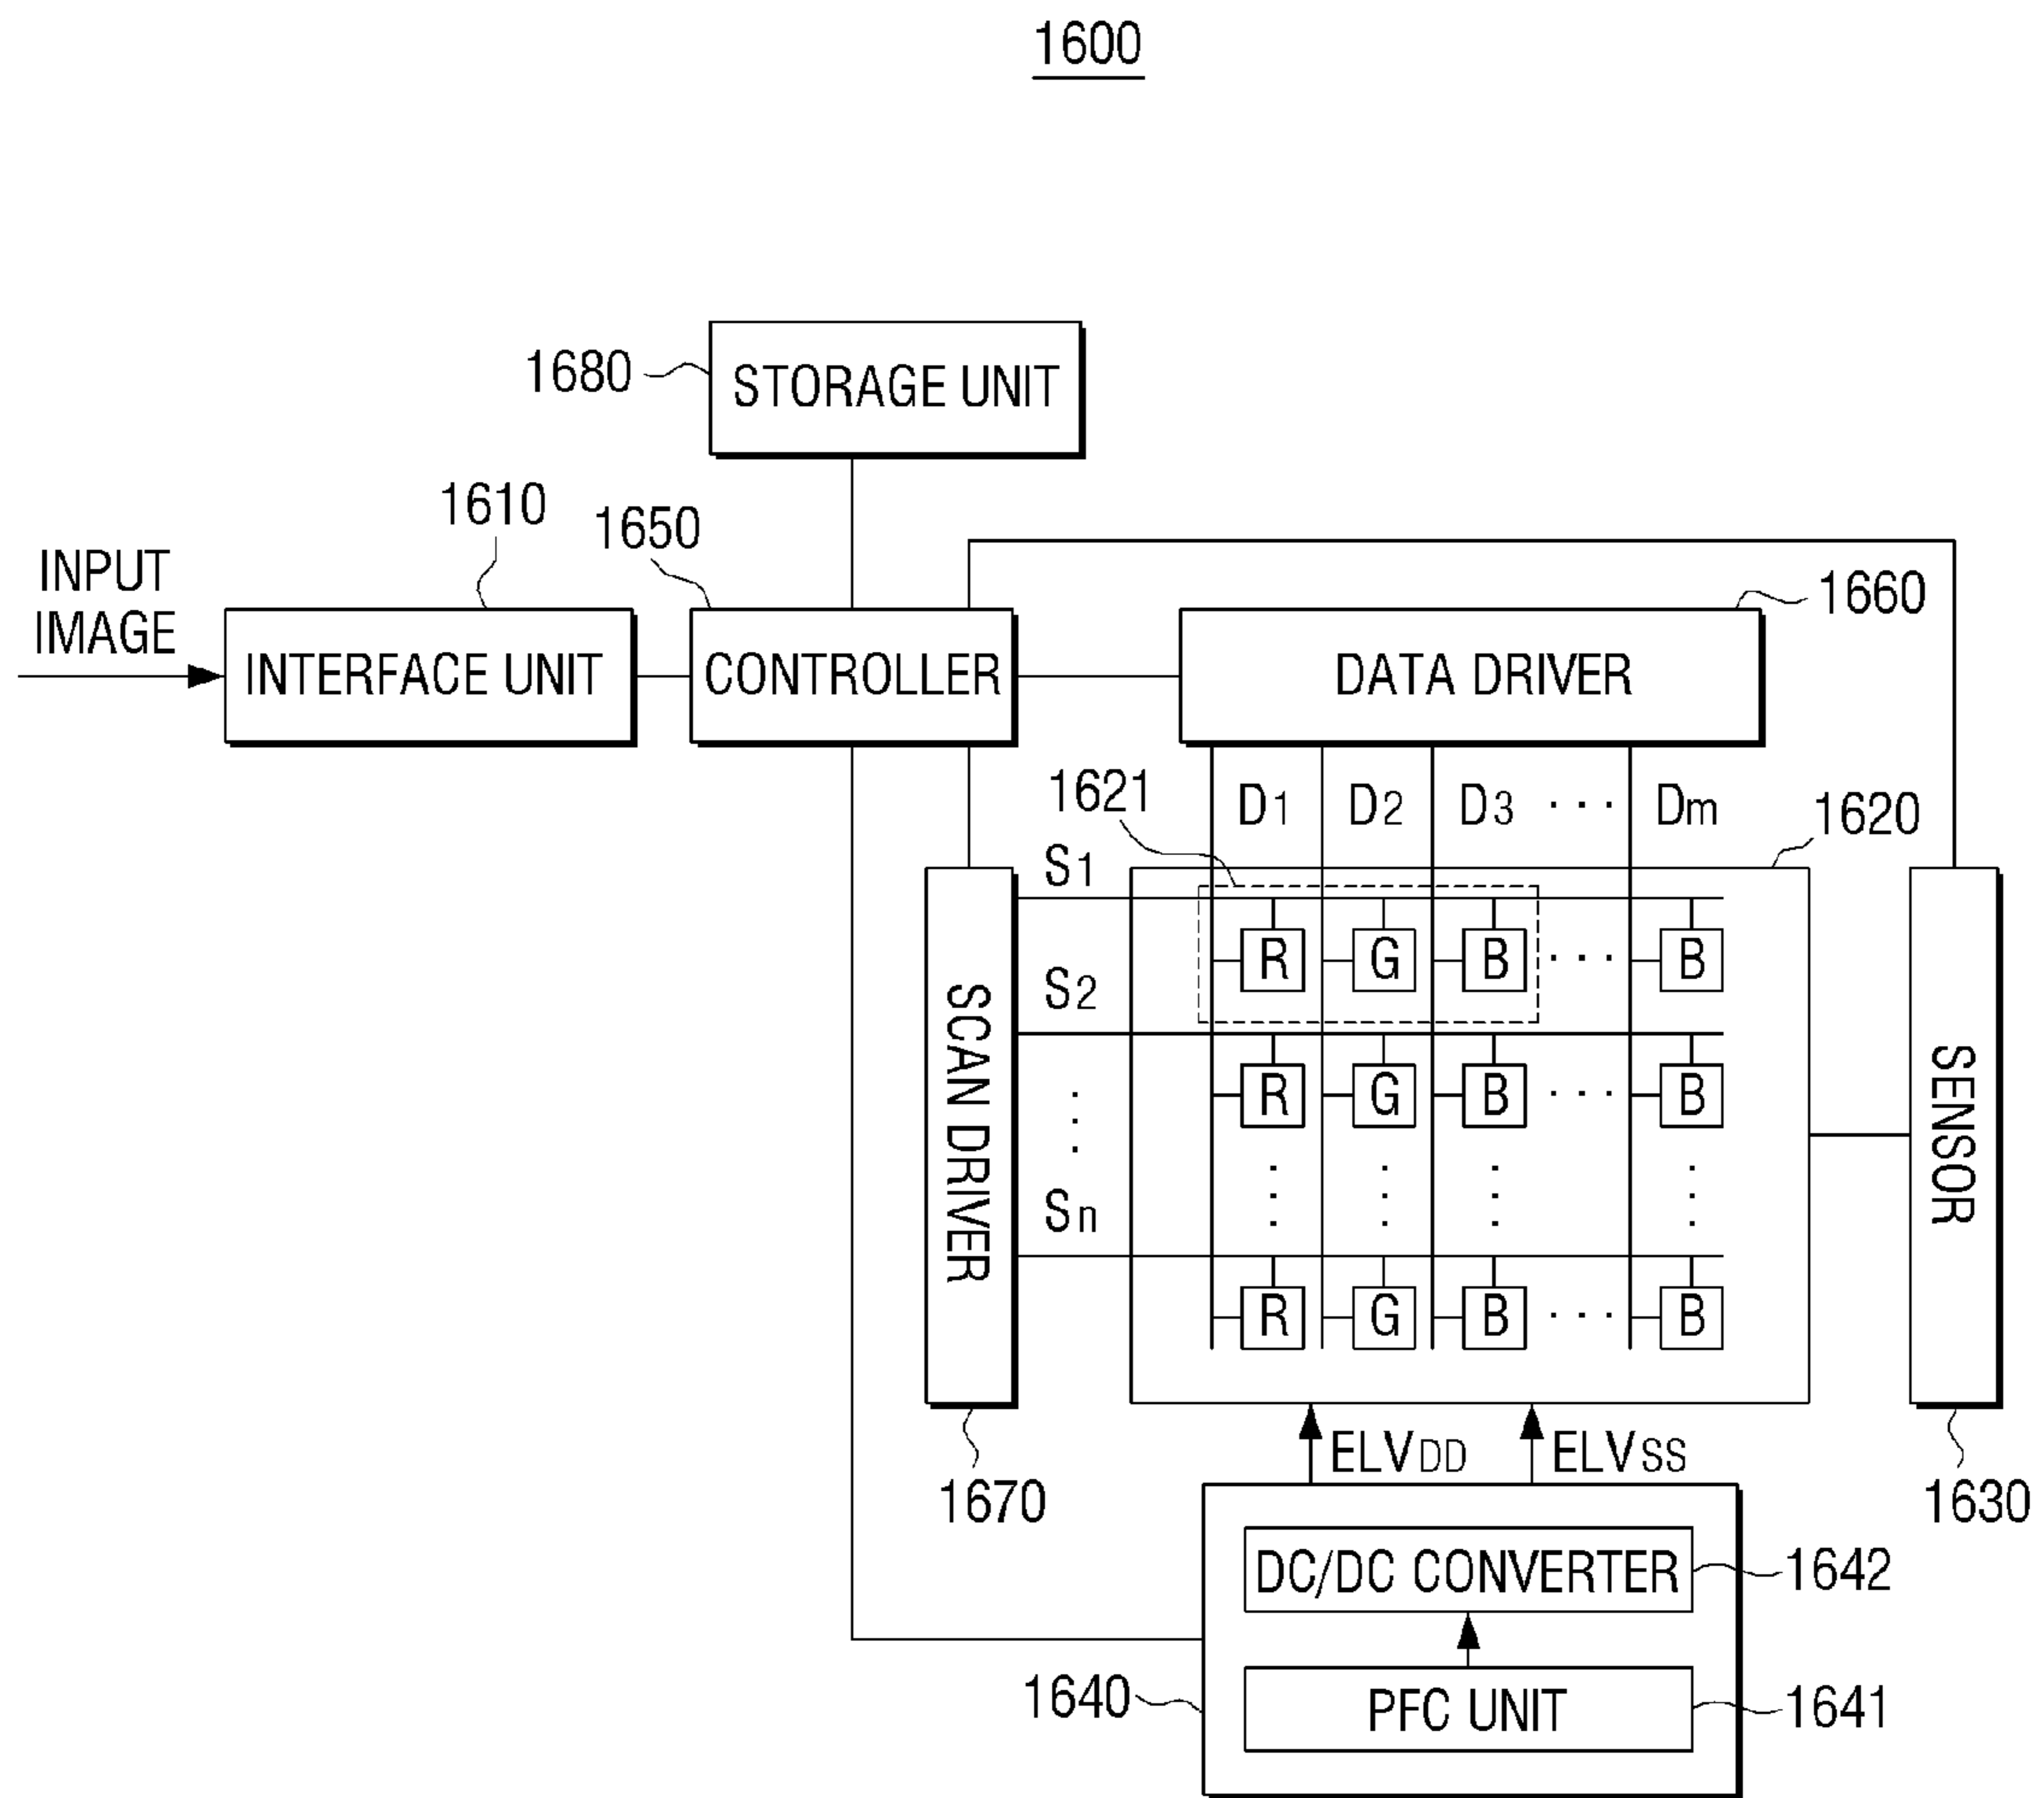 1600
1680
STORAGE UNIT
1610
1650
INPUT
IMAGE
1660
INTERFACE UNIT
CONTROLLER
DATA DRIVER
1621
D1 D2 D3 ··· Dm
1620
S1
R G B ··· B
S2
R G B ··· B
SCAN DRIVER
SENSOR
Sn
R G B ··· B
ELVDD
ELVSS
1670
1630
DC/DC CONVERTER
1642
1640
PFC UNIT
1641